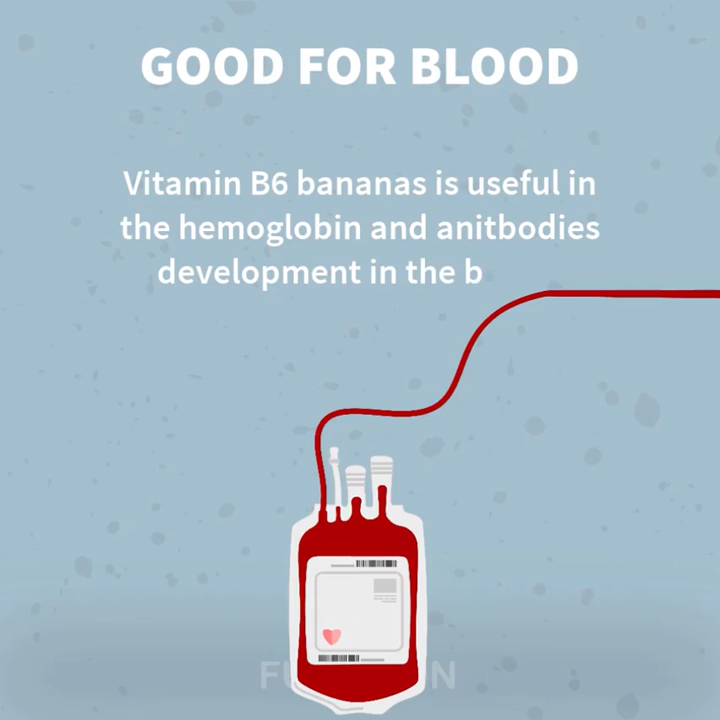 GOOD FOR BLOOD
Vitamin B6 bananas is useful in
the hemoglobin and anitbodies
development in the b